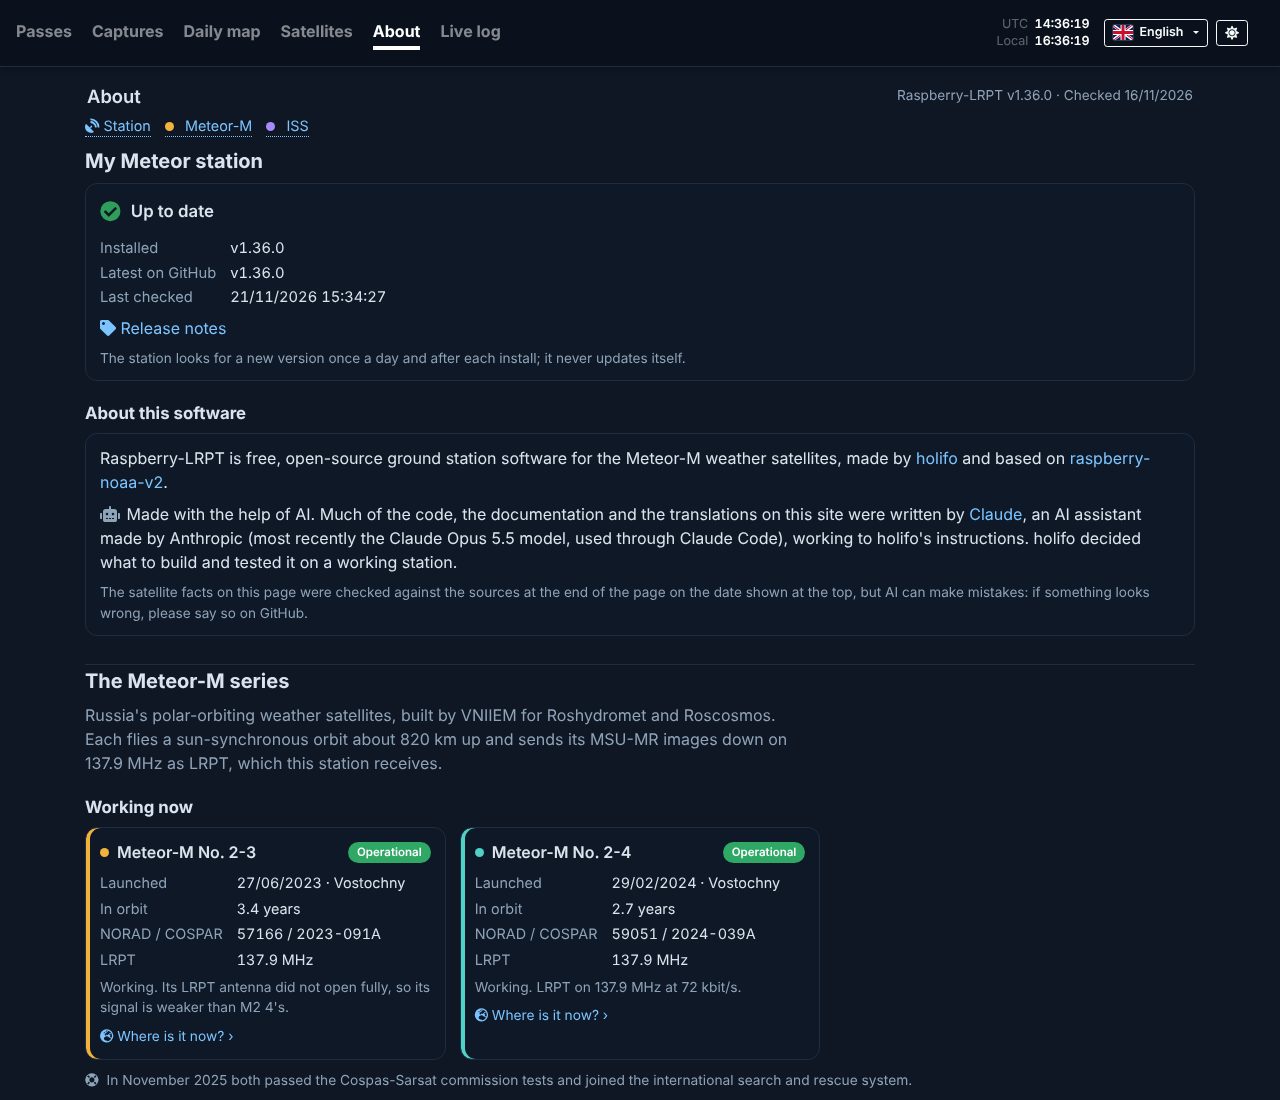 Passes Captures Daily map Satellites About Live log
UTC 14:36:19
Local 16:36:19
English
About
Raspberry-LRPT v1.36.0 · Checked 16/11/2026
Station Meteor-M ISS
My Meteor station
Up to date
Installed v1.36.0
Latest on GitHub v1.36.0
Last checked 21/11/2026 15:34:27
Release notes
The station looks for a new version once a day and after each install; it never updates itself.
About this software
Raspberry-LRPT is free, open-source ground station software for the Meteor-M weather satellites, made by holifo and based on raspberry-
noaa-v2.
Made with the help of AI. Much of the code, the documentation and the translations on this site were written by Claude, an AI assistant
made by Anthropic (most recently the Claude Opus 5.5 model, used through Claude Code), working to holifo's instructions. holifo decided
what to build and tested it on a working station.
The satellite facts on this page were checked against the sources at the end of the page on the date shown at the top, but AI can make mistakes: if something looks
wrong, please say so on GitHub.
The Meteor-M series
Russia's polar-orbiting weather satellites, built by VNIIEM for Roshydromet and Roscosmos.
Each flies a sun-synchronous orbit about 820 km up and sends its MSU-MR images down on
137.9 MHz as LRPT, which this station receives.
Working now
Meteor-M No. 2-3 Operational
Launched 27/06/2023 · Vostochny
In orbit 3.4 years
NORAD / COSPAR 57166 / 2023-091A
LRPT 137.9 MHz
Working. Its LRPT antenna did not open fully, so its
signal is weaker than M2 4's.
Where is it now? ›
Meteor-M No. 2-4 Operational
Launched 29/02/2024 · Vostochny
In orbit 2.7 years
NORAD / COSPAR 59051 / 2024-039A
LRPT 137.9 MHz
Working. LRPT on 137.9 MHz at 72 kbit/s.
Where is it now? ›
In November 2025 both passed the Cospas-Sarsat commission tests and joined the international search and rescue system.